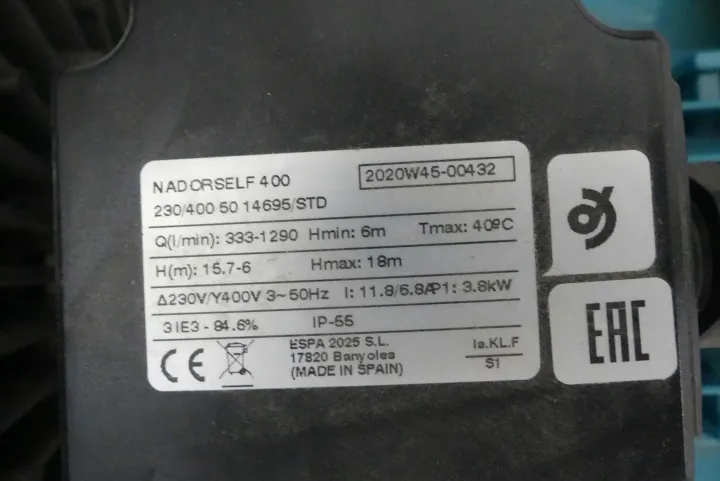 NADORSELF 400
2020W45-00432
230/400 50 14695/STD
Q(l/min): 333-1290 Hmin: 6m Tmax: 40ºC
H(m): 15.7-6 Hmax: 18m
Δ230V/Y400V 3~50Hz I: 11.8/6.8A P1: 3.8kW
3 IE3 - 84.6% IP-55
CE
ESPA 2025 S.L.
17820 Banyoles
(MADE IN SPAIN)
Is.KL.F
S1
EAC